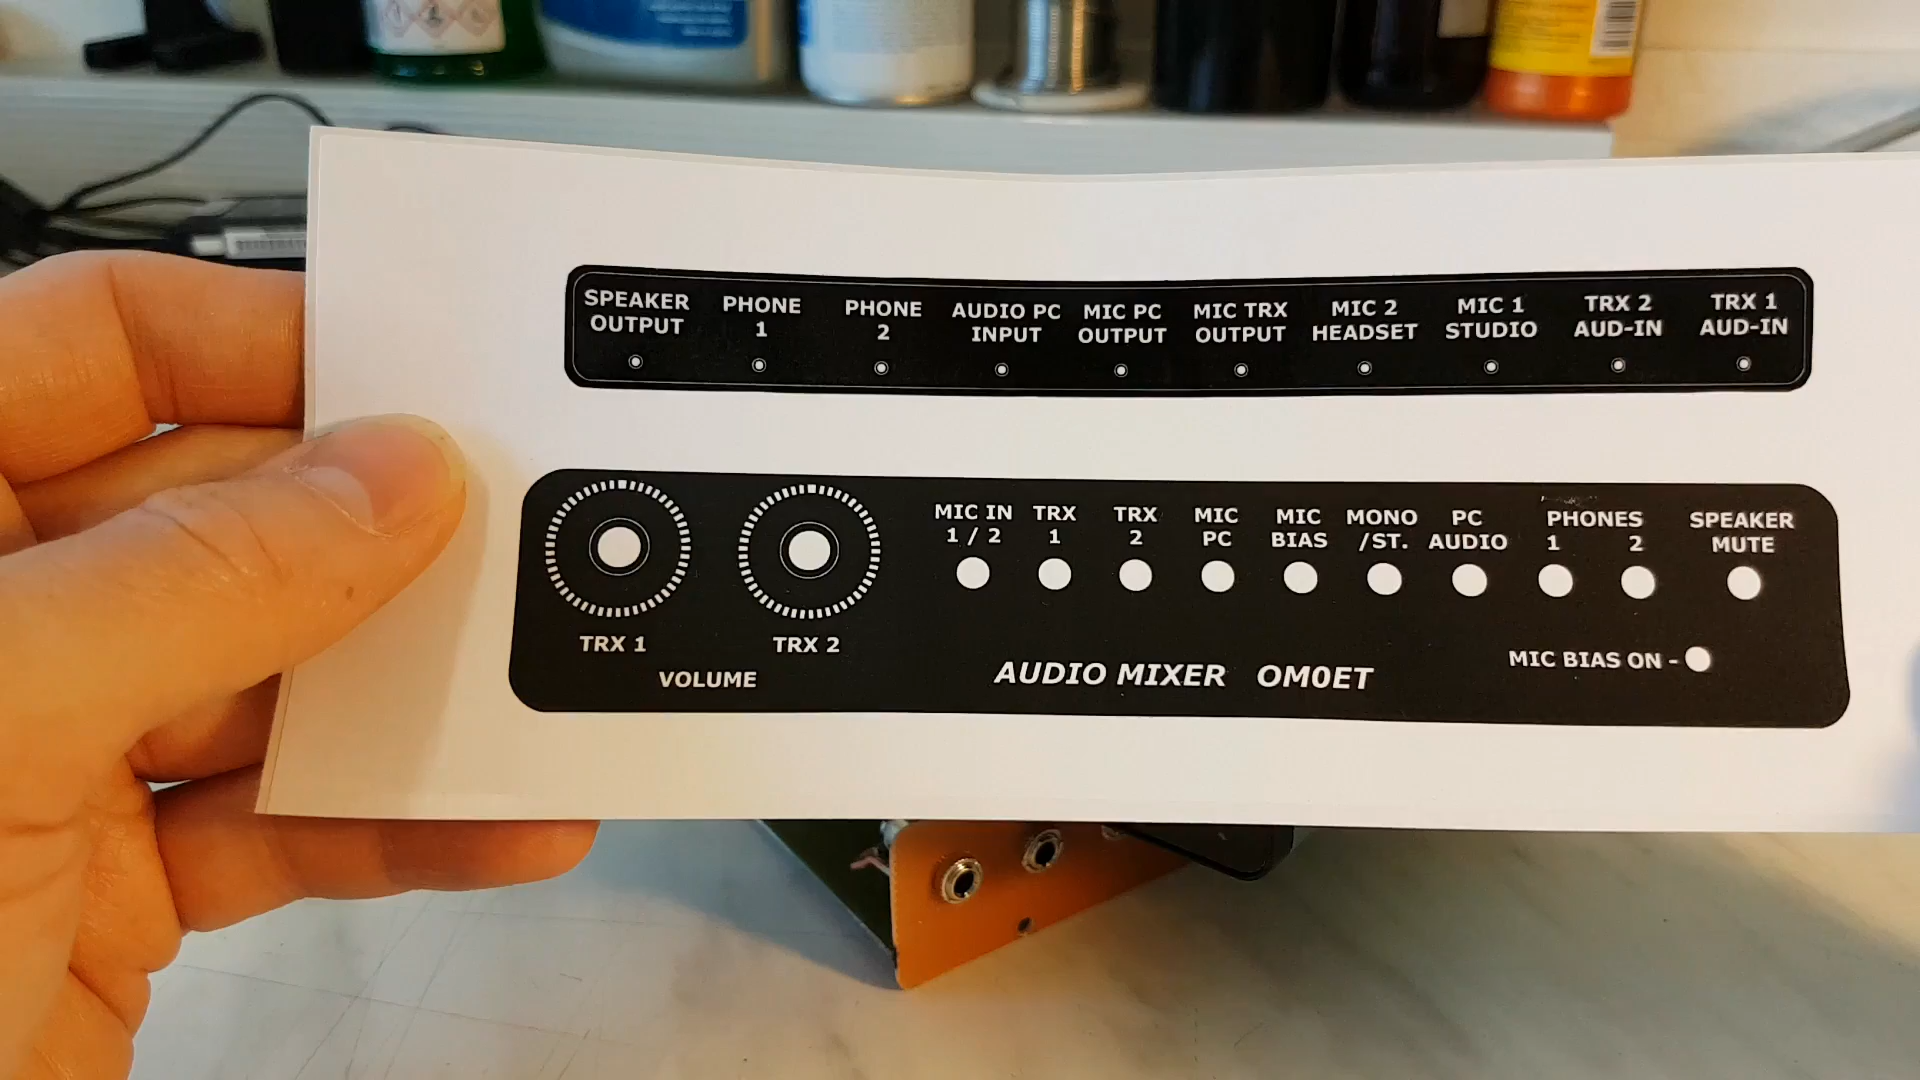 SPEAKER OUTPUT
PHONE 1
PHONE 2
AUDIO PC INPUT
MIC PC OUTPUT
MIC TRX OUTPUT
MIC 2 HEADSET
MIC 1 STUDIO
TRX 2 AUD-IN
TRX 1 AUD-IN
MIC IN 1 / 2
TRX 1
TRX 2
MIC PC
MIC BIAS
MONO /ST.
PC AUDIO
PHONES 1 2
SPEAKER MUTE
TRX 1
TRX 2
VOLUME
AUDIO MIXER OM0ET
MIC BIAS ON -